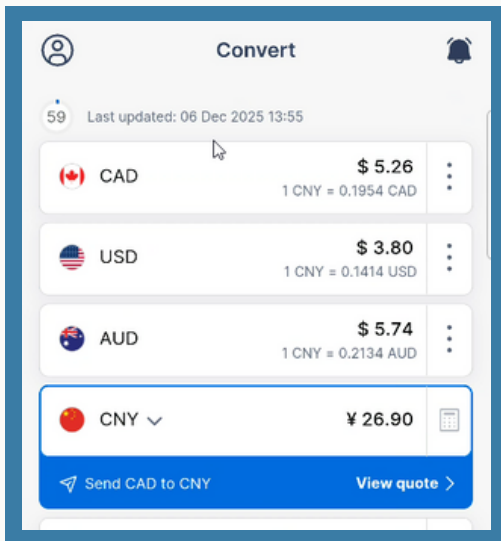 Convert
59 Last updated: 06 Dec 2025 13:55
CAD $ 5.26
1 CNY = 0.1954 CAD
USD $ 3.80
1 CNY = 0.1414 USD
AUD $ 5.74
1 CNY = 0.2134 AUD
CNY ¥ 26.90
Send CAD to CNY View quote